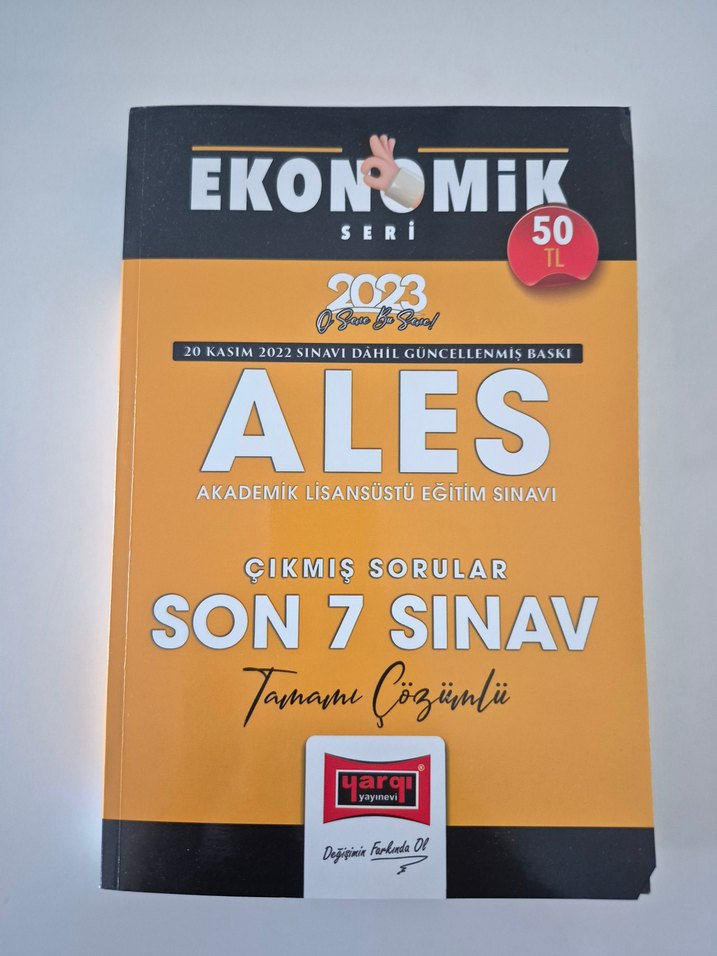 EKONOMİK
SERİ
50
TL
2023
O Sene Bu Sene!
20 KASIM 2022 SINAVI DÂHİL GÜNCELLENMİŞ BASKI
ALES
AKADEMİK LİSANSÜSTÜ EĞİTİM SINAVI
ÇIKMIŞ SORULAR
SON 7 SINAV
Tamamı Çözümlü
yargı®
yayınevi
Değişimin Farkında Ol